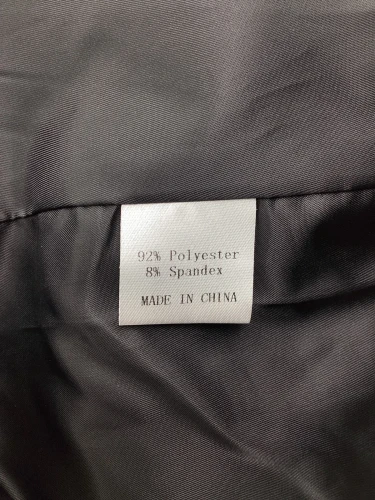 92% Polyester
8% Spandex
MADE IN CHINA